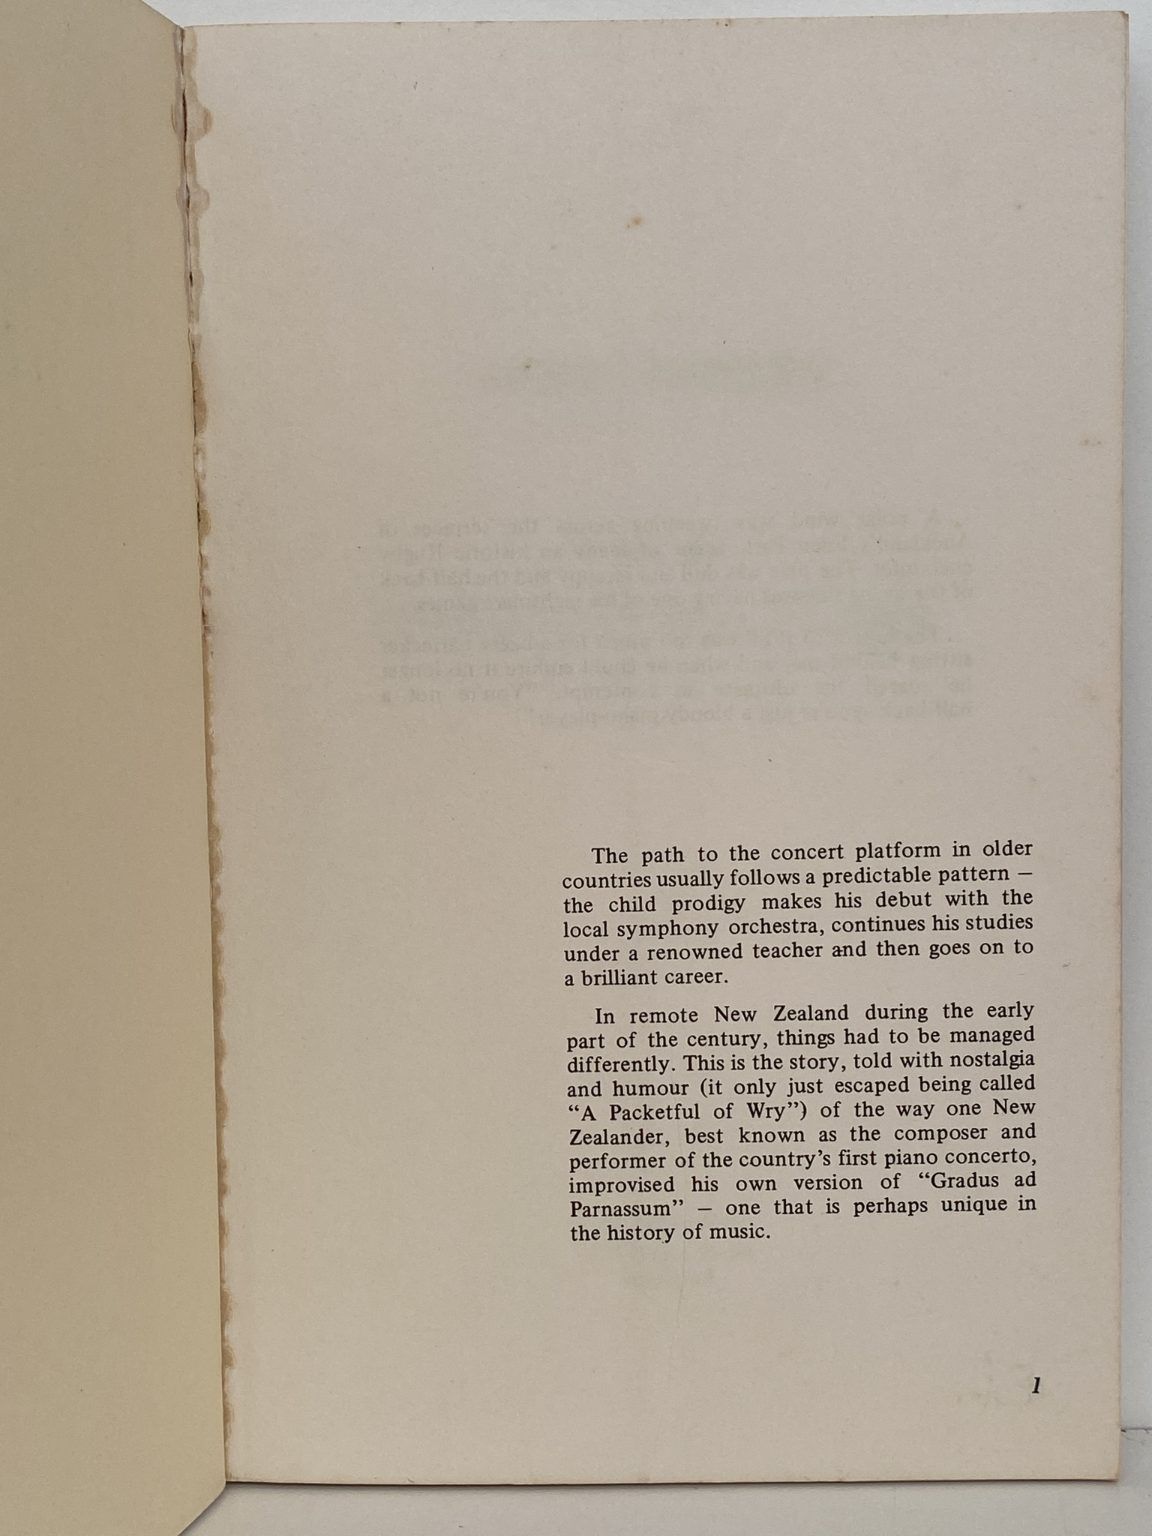 The path to the concert platform in older
countries usually follows a predictable pattern —
the child prodigy makes his debut with the
local symphony orchestra, continues his studies
under a renowned teacher and then goes on to
a brilliant career.
In remote New Zealand during the early
part of the century, things had to be managed
differently. This is the story, told with nostalgia
and humour (it only just escaped being called
“A Packetful of Wry”) of the way one New
Zealander, best known as the composer and
performer of the country’s first piano concerto,
improvised his own version of “Gradus ad
Parnassum” — one that is perhaps unique in
the history of music.
1